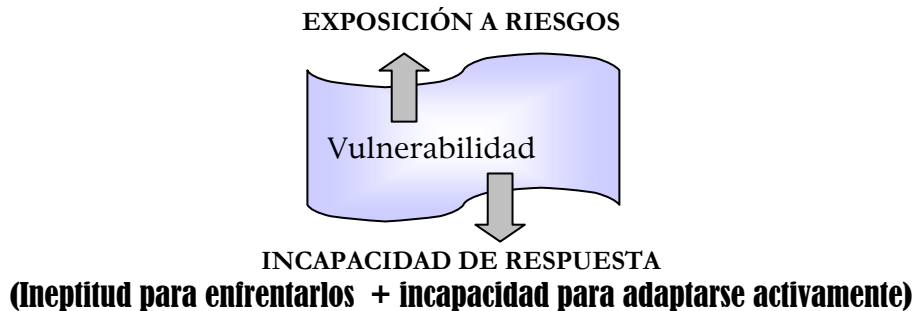 EXPOSICIÓN A RIESGOS
Vulnerabilidad
INCAPACIDAD DE RESPUESTA
(Ineptitud para enfrentarlos + incapacidad para adaptarse activamente)